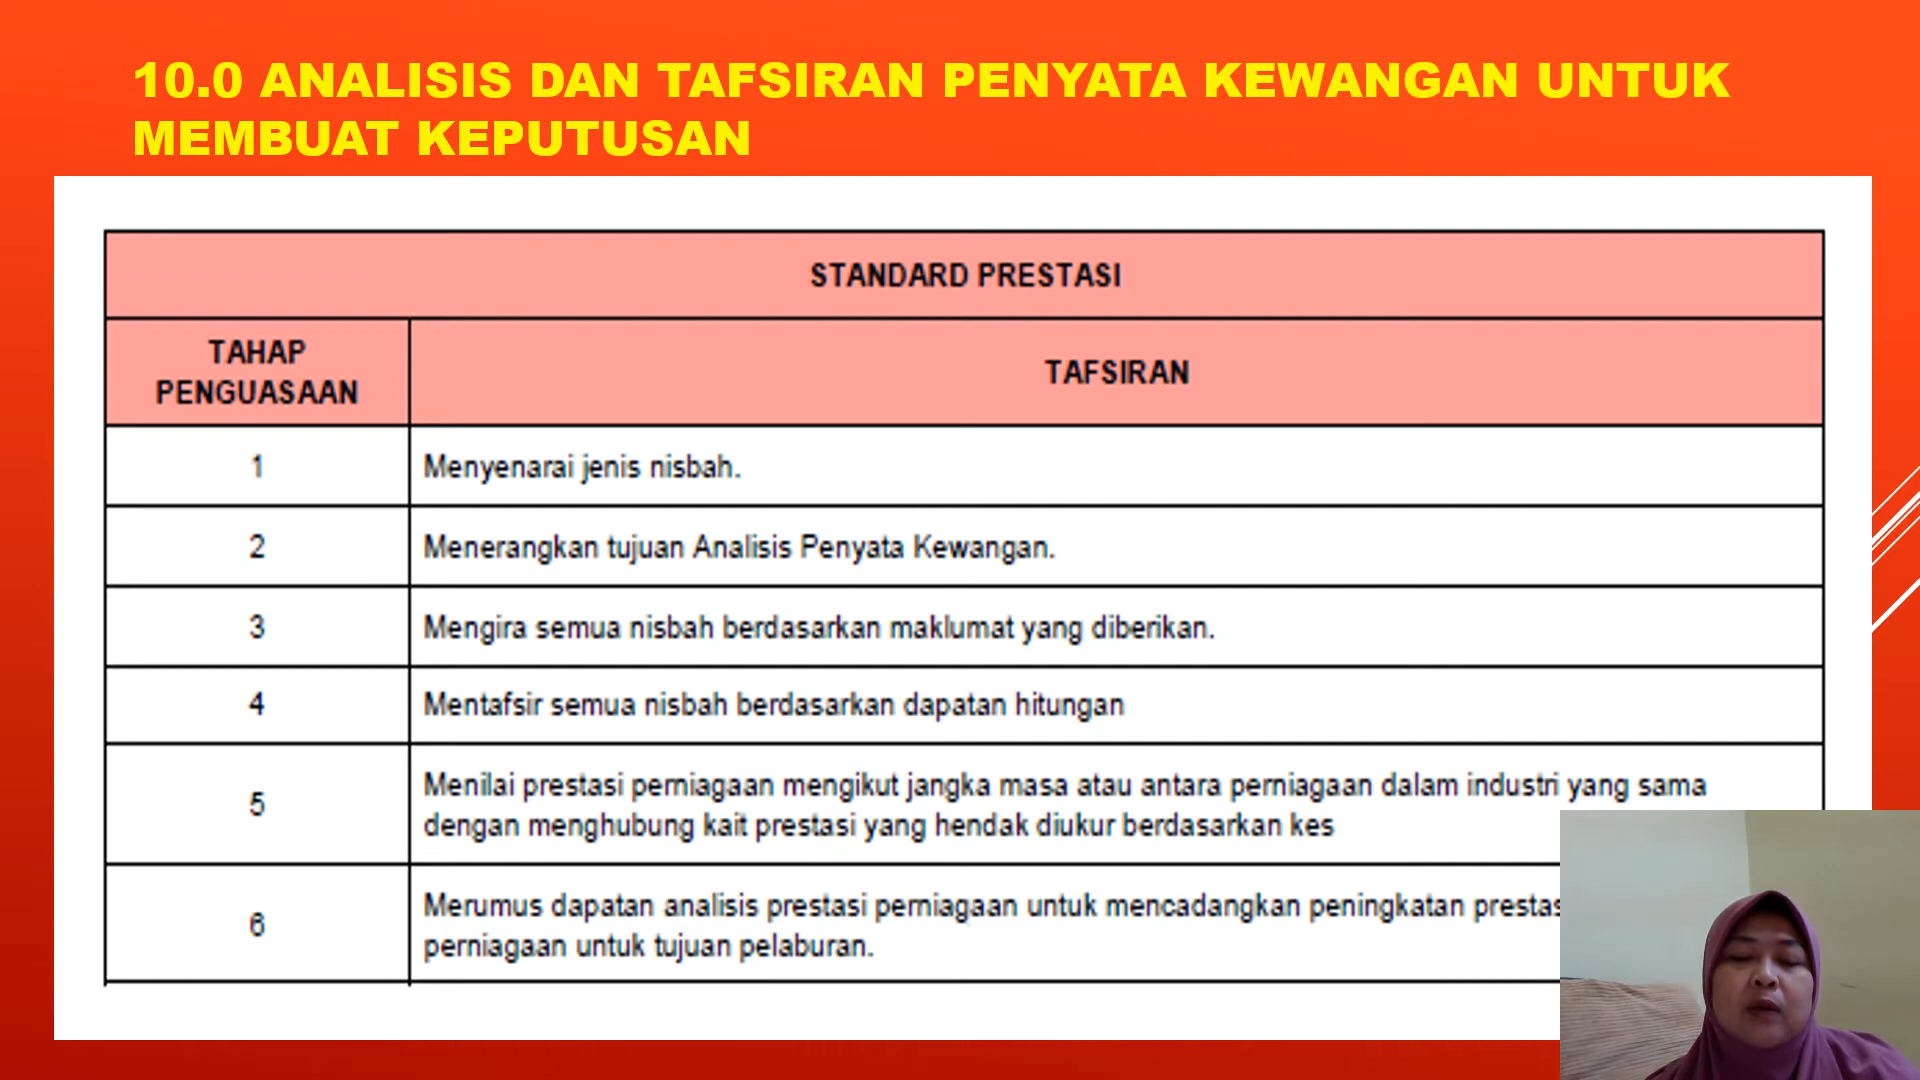 10.0 ANALISIS DAN TAFSIRAN PENYATA KEWANGAN UNTUK
MEMBUAT KEPUTUSAN
STANDARD PRESTASI
TAHAP
PENGUASAAN
TAFSIRAN
1
Menyenarai jenis nisbah.
2
Menerangkan tujuan Analisis Penyata Kewangan.
3
Mengira semua nisbah berdasarkan maklumat yang diberikan.
4
Mentafsir semua nisbah berdasarkan dapatan hitungan
5
Menilai prestasi perniagaan mengikut jangka masa atau antara perniagaan dalam industri yang sama
dengan menghubung kait prestasi yang hendak diukur berdasarkan kes
6
Merumus dapatan analisis prestasi perniagaan untuk mencadangkan peningkatan
perniagaan untuk tujuan pelaburan.